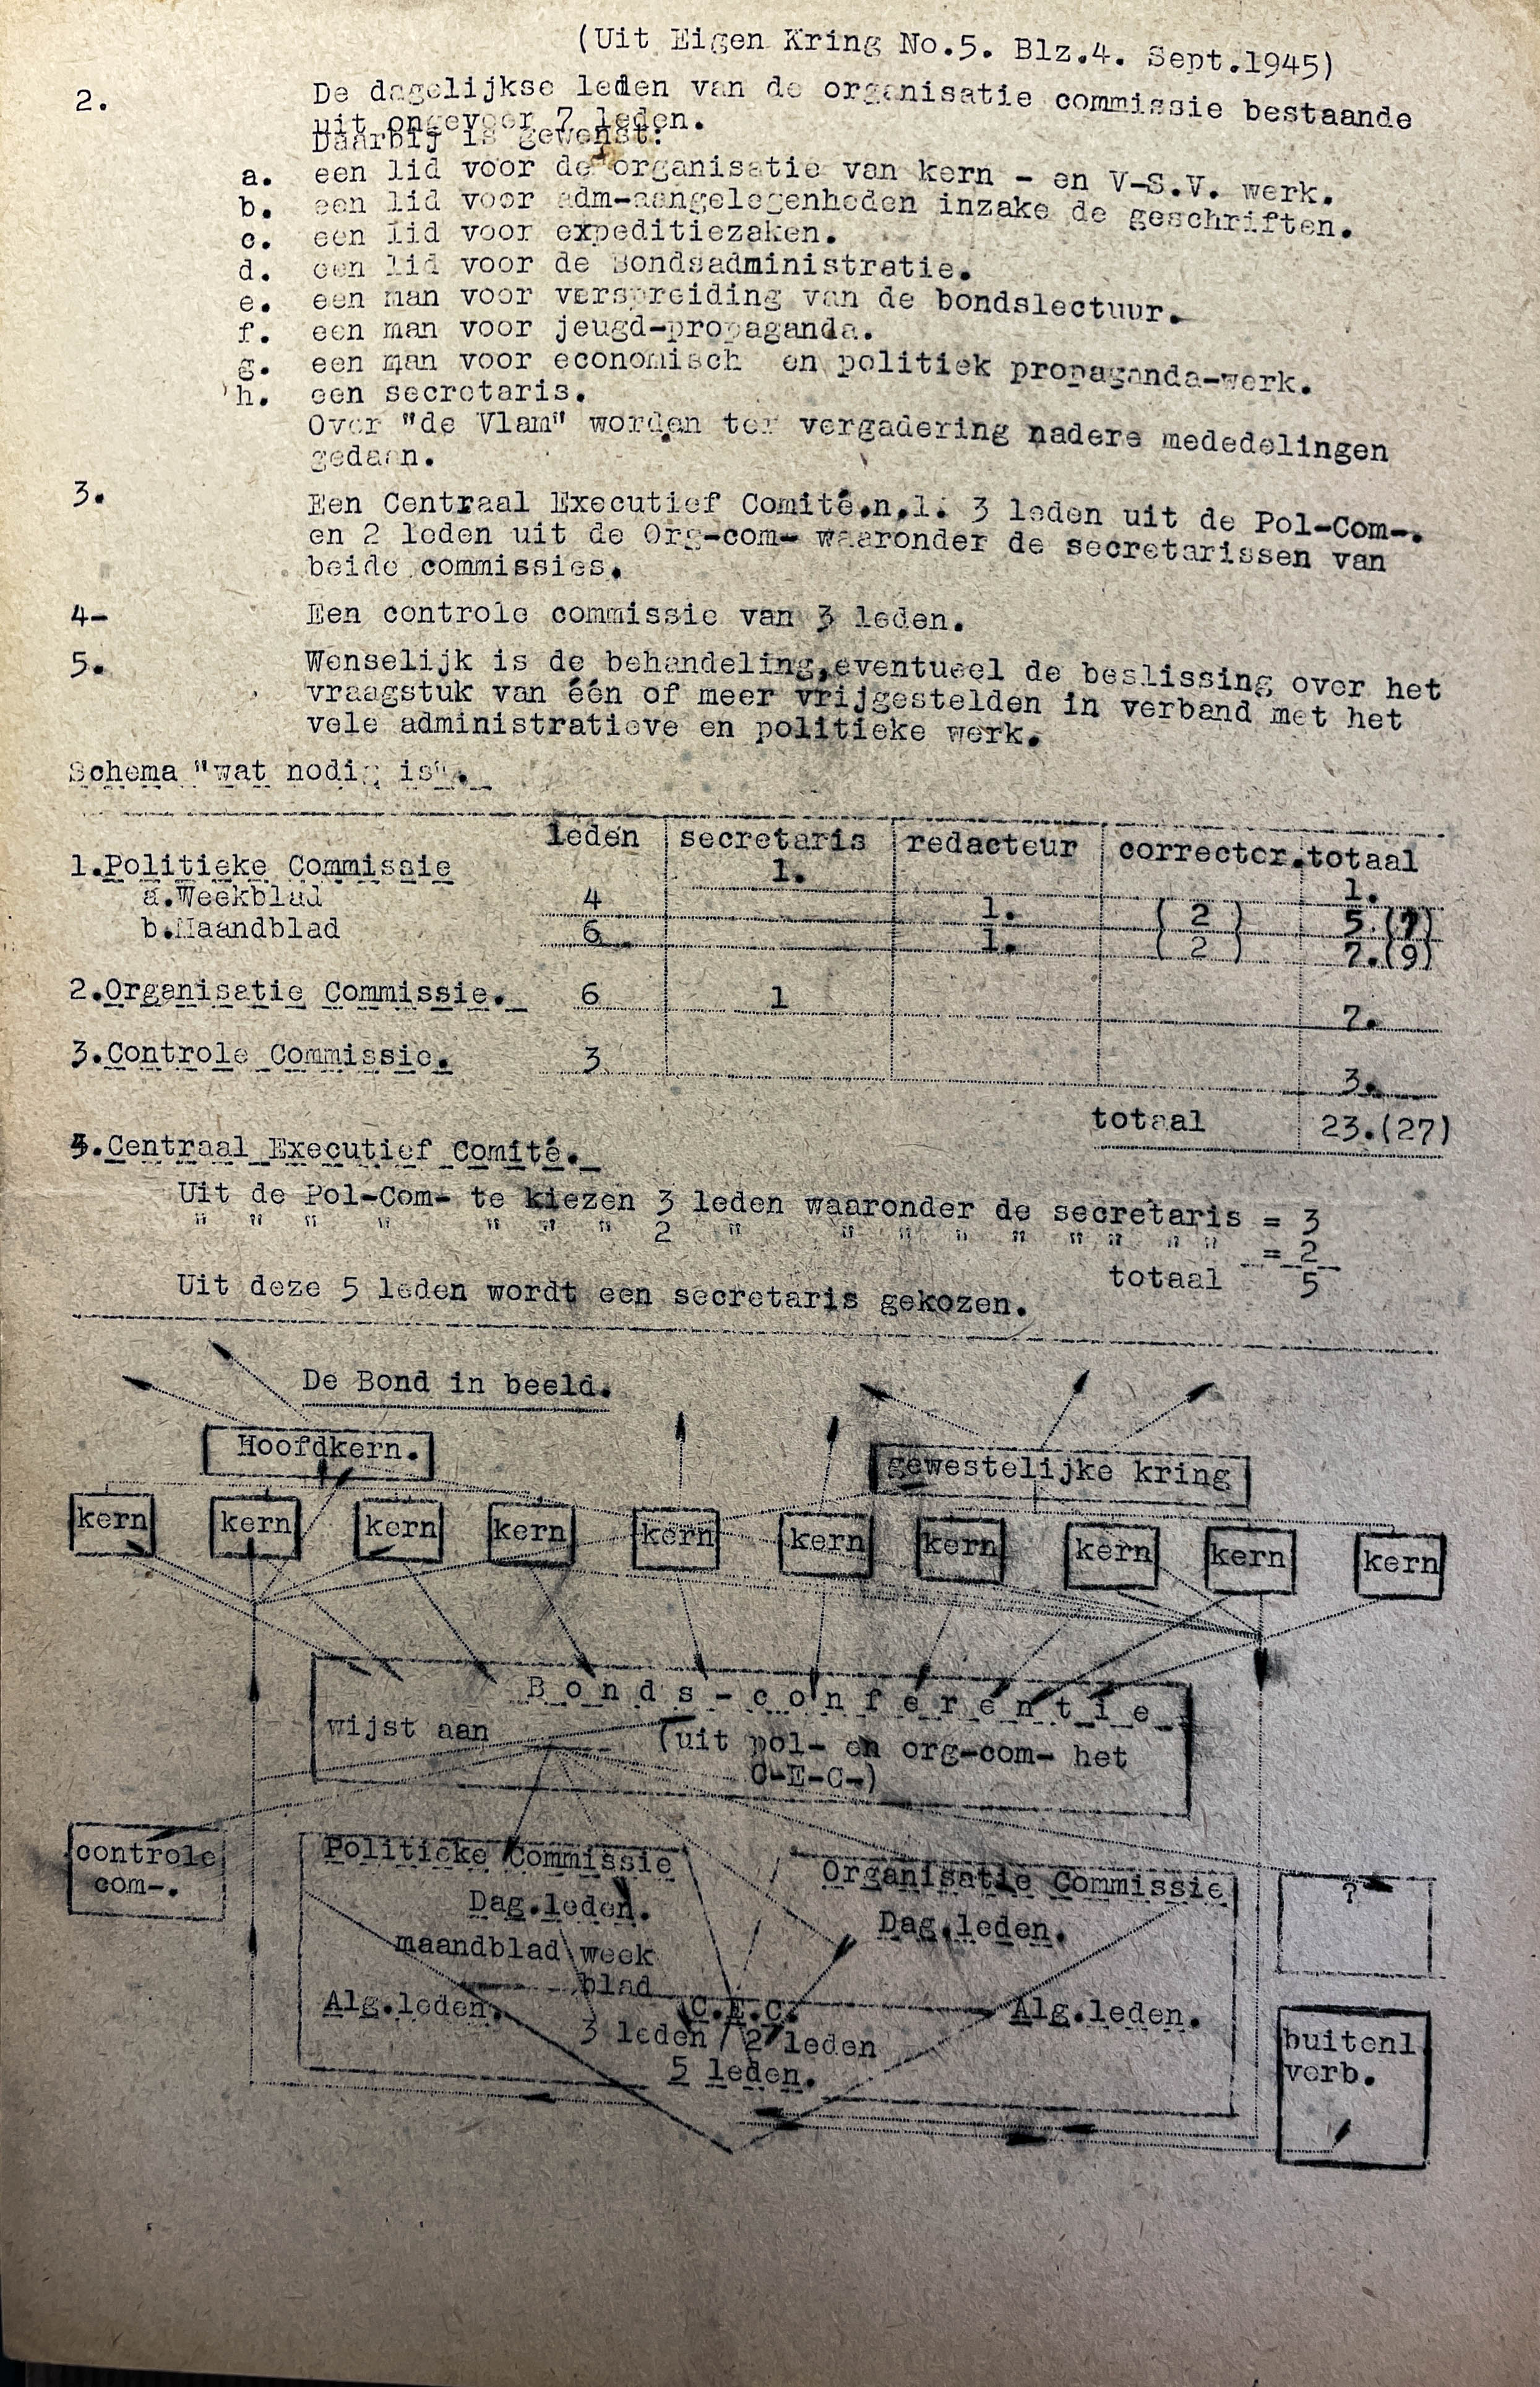 (Uit Eigen Kring No.5. Blz.4. Sept.1945)
2. De dagelijkse leden van de organisatie commissie bestaande
uit ongeveer 7 leden.
Daarbij is gewenst:
a. een lid voor de organisatie van kern - en V-S.V. werk.
b. een lid voor adm-aangelegenheden inzake de geschriften.
c. een lid voor expeditiezaken.
d. een lid voor de Bondsadministratie.
e. een man voor verspreiding van de bondslectuur.
f. een man voor jeugd-propaganda.
g. een man voor economisch en politiek propaganda-werk.
h. een secretaris.
Over "de Vlam" worden ter vergadering nadere mededelingen
gedaan.
3. Een Centraal Executief Comité.n.l. 3 leden uit de Pol-Com-.
en 2 leden uit de Org-com- waaronder de secretarissen van
beide commissies.
4- Een controle commissie van 3 leden.
5. Wenselijk is de behandeling,eventueel de beslissing over het
vraagstuk van één of meer vrijgestelden in verband met het
vele administratieve en politieke werk.
Schema "wat nodig is".
leden secretaris redacteur corrector. totaal
1.Politieke Commissie 1. 1.
a.Weekblad 4 1. ( 2 ) 5.(7)
b.Maandblad 6 1. ( 2 ) 7.(9)
2.Organisatie Commissie. 6 1 7.
3.Controle Commissie. 3 3.
totaal 23.(27)
4.Centraal Executief Comité.
Uit de Pol-Com- te kiezen 3 leden waaronder de secretaris = 3
" " " " " " " 2 " " " " " " " " " = 2
totaal 5
Uit deze 5 leden wordt een secretaris gekozen.
De Bond in beeld.
Hoofdkern.
gewestelijke kring
kern kern kern kern kern kern kern kern kern kern
Bonds-conferentie.
wijst aan (uit pol- en org-com- het
C-E-C-)
controle
com-.
Politieke Commissie
Dag.leden.
maandblad week
blad
Alg.leden.
Organisatie Commissie
Dag.leden.
Alg.leden.
C.E.C.
3 leden / 2 leden
5 leden.
?
buitenl.
verb.